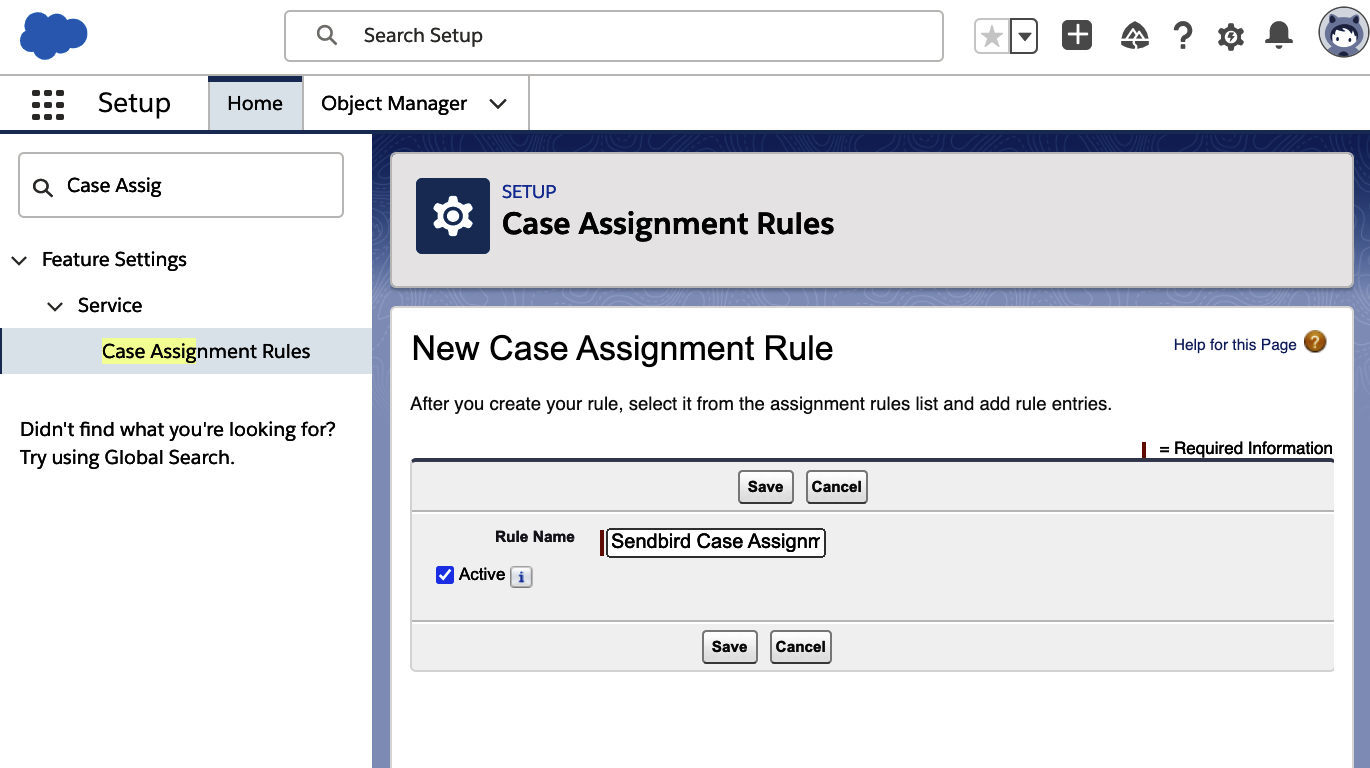 Search Setup
Setup
Home
Object Manager
Case Assig
Feature Settings
Service
Case Assignment Rules
Didn't find what you're looking for?
Try using Global Search.
SETUP
Case Assignment Rules
New Case Assignment Rule
Help for this Page ?
After you create your rule, select it from the assignment rules list and add rule entries.
= Required Information
Save Cancel
Rule Name Sendbird Case Assignm
Active i
Save Cancel